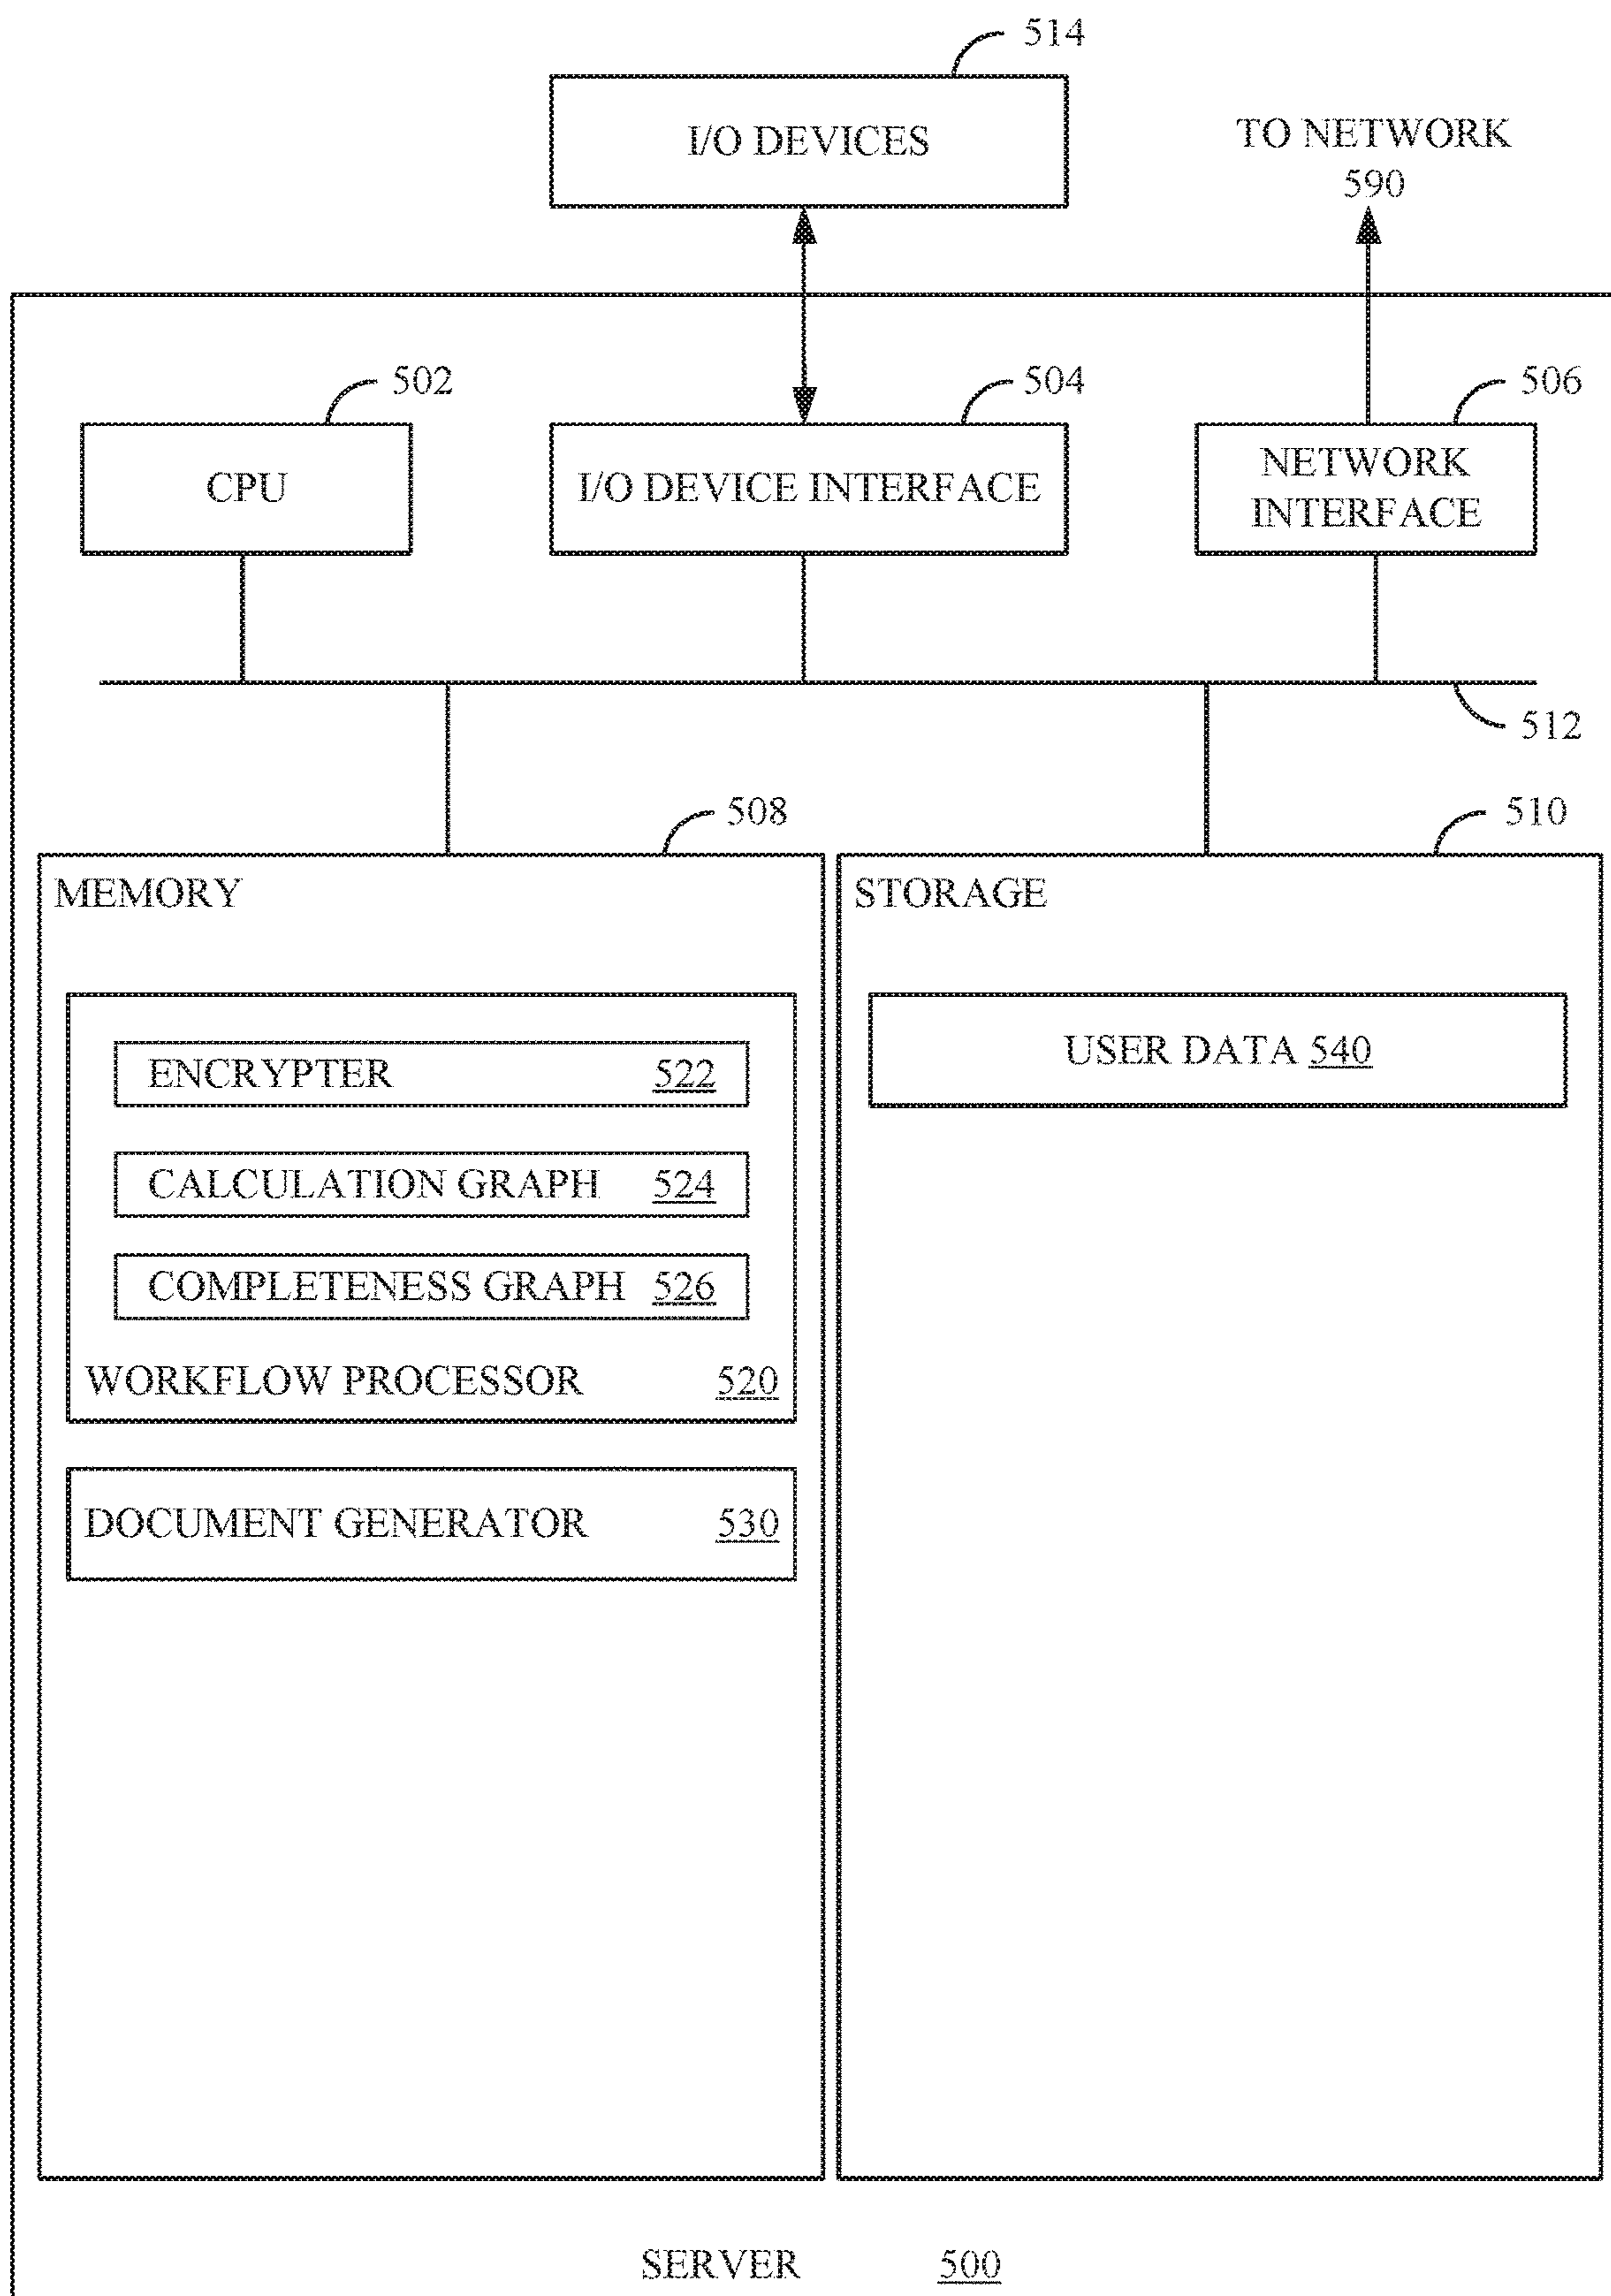 514
I/O DEVICES
TO NETWORK
590
502
504
506
CPU
I/O DEVICE INTERFACE
NETWORK
INTERFACE
512
508
510
MEMORY
STORAGE
ENCRYPTER 522
USER DATA 540
CALCULATION GRAPH 524
COMPLETENESS GRAPH 526
WORKFLOW PROCESSOR 520
DOCUMENT GENERATOR 530
SERVER 500